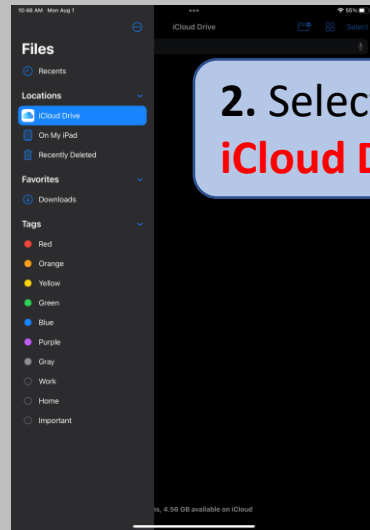 10:46 AM Mon Aug 1
55%
iCloud Drive
Select
Files
Recents
Locations
iCloud Drive
On My iPad
Recently Deleted
Favorites
Downloads
Tags
Red
Orange
Yellow
Green
Blue
Purple
Gray
Work
Home
Important
2. Select
iCloud D
4.56 GB available on iCloud